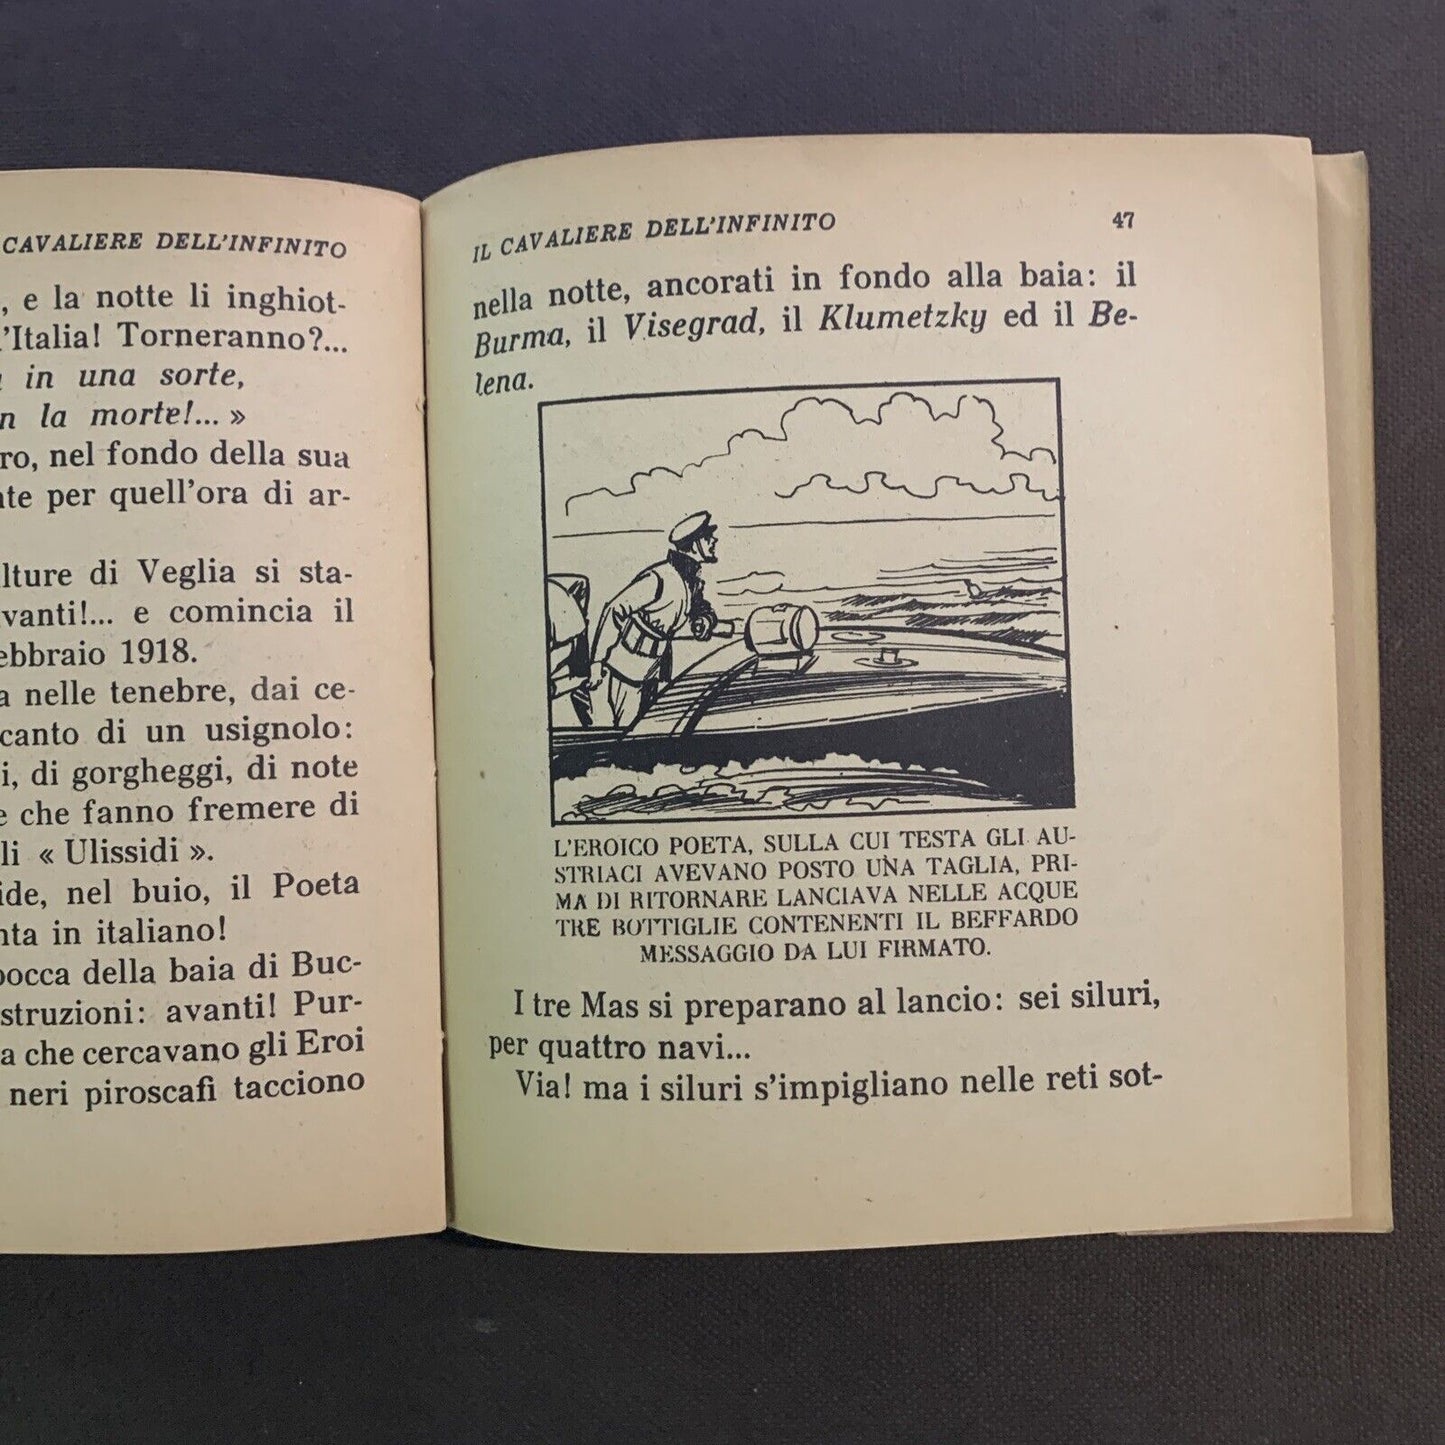 CAVALIERE DELL'INFINITO
, e la notte li inghiot-
l'Italia! Torneranno?...
in una sorte,
la morte!... »
ro, nel fondo della sua
te per quell'ora di ar-
lture di Veglia si sta-
vanti!... e comincia il
ebbraio 1918.
a nelle tenebre, dai ce-
canto di un usignolo:
i, di gorgheggi, di note
e che fanno fremere di
li « Ulissidi ».
ide, nel buio, il Poeta
nta in italiano!
bocca della baia di Buc-
struzioni: avanti! Pur-
a che cercavano gli Eroi
neri piroscafi tacciono
IL CAVALIERE DELL'INFINITO 47
nella notte, ancorati in fondo alla baia: il
Burma, il Visegrad, il Klumetzky ed il Be-
lena.
L'EROICO POETA, SULLA CUI TESTA GLI AU-
STRIACI AVEVANO POSTO UNA TAGLIA, PRI-
MA DI RITORNARE LANCIAVA NELLE ACQUE
TRE BOTTIGLIE CONTENENTI IL BEFFARDO
MESSAGGIO DA LUI FIRMATO.
I tre Mas si preparano al lancio: sei siluri,
per quattro navi...
Via! ma i siluri s'impigliano nelle reti sot-